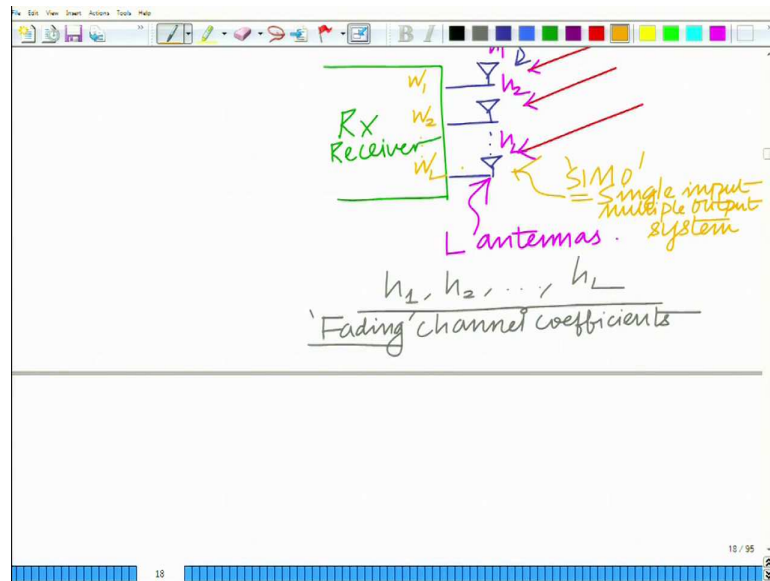 File Edit View Insert Actions Tools Help
B I
h1
W1
h2
W2
Rx
Receiver
hL
WL
'SIMO'
= Single input
multiple output
system
L antennas.
h1, h2, ..., hL
'Fading' channel coefficients
18 / 95
18